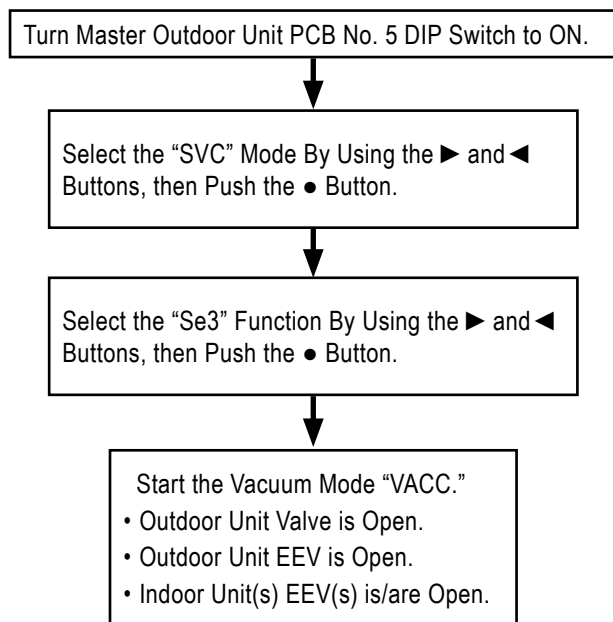 Turn Master Outdoor Unit PCB No. 5 DIP Switch to ON.
Select the “SVC” Mode By Using the ► and ◄
Buttons, then Push the ● Button.
Select the “Se3” Function By Using the ► and ◄
Buttons, then Push the ● Button.
Start the Vacuum Mode “VACC.”
• Outdoor Unit Valve is Open.
• Outdoor Unit EEV is Open.
• Indoor Unit(s) EEV(s) is/are Open.